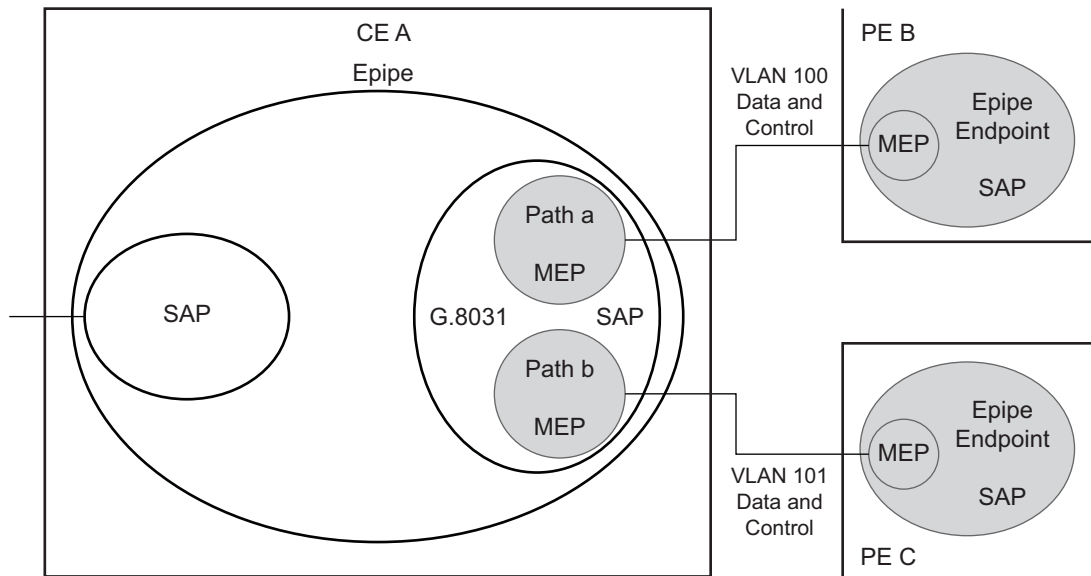 CE A
Epipe
SAP
G.8031
SAP
Path a
MEP
Path b
MEP
VLAN 100
Data and
Control
VLAN 101
Data and
Control
PE B
Epipe
Endpoint
MEP
SAP
Epipe
Endpoint
MEP
SAP
PE C